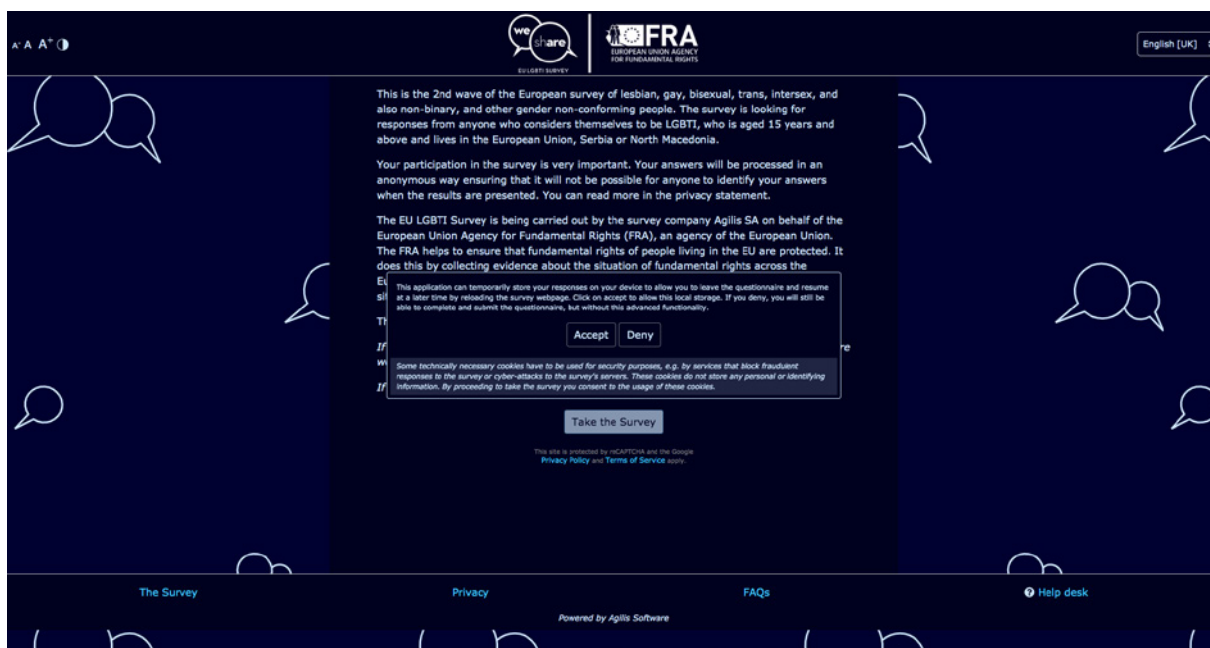 A- A A+
we share
EU LGBTI SURVEY
FRA
EUROPEAN UNION AGENCY
FOR FUNDAMENTAL RIGHTS
English [UK]
This is the 2nd wave of the European survey of lesbian, gay, bisexual, trans, intersex, and
also non-binary, and other gender non-conforming people. The survey is looking for
responses from anyone who considers themselves to be LGBTI, who is aged 15 years and
above and lives in the European Union, Serbia or North Macedonia.
Your participation in the survey is very important. Your answers will be processed in an
anonymous way ensuring that it will not be possible for anyone to identify your answers
when the results are presented. You can read more in the privacy statement.
The EU LGBTI Survey is being carried out by the survey company Agilis SA on behalf of the
European Union Agency for Fundamental Rights (FRA), an agency of the European Union.
The FRA helps to ensure that fundamental rights of people living in the EU are protected. It
does this by collecting evidence about the situation of fundamental rights across the
This application can temporarily store your responses on your device to allow you to leave the questionnaire and resume
at a later time by reloading the survey webpage. Click on accept to allow this local storage. If you deny, you will still be
able to complete and submit the questionnaire, but without this advanced functionality.
Accept Deny
If
Some technically necessary cookies have to be used for security purposes, e.g. by services that block fraudulent
responses to the survey or cyber-attacks to the survey's servers. These cookies do not store any personal or identifying
information. By proceeding to take the survey you consent to the usage of these cookies.
If
Take the Survey
This site is protected by reCAPTCHA and the Google
Privacy Policy and Terms of Service apply.
The Survey Privacy FAQs Help desk
Powered by Agilis Software